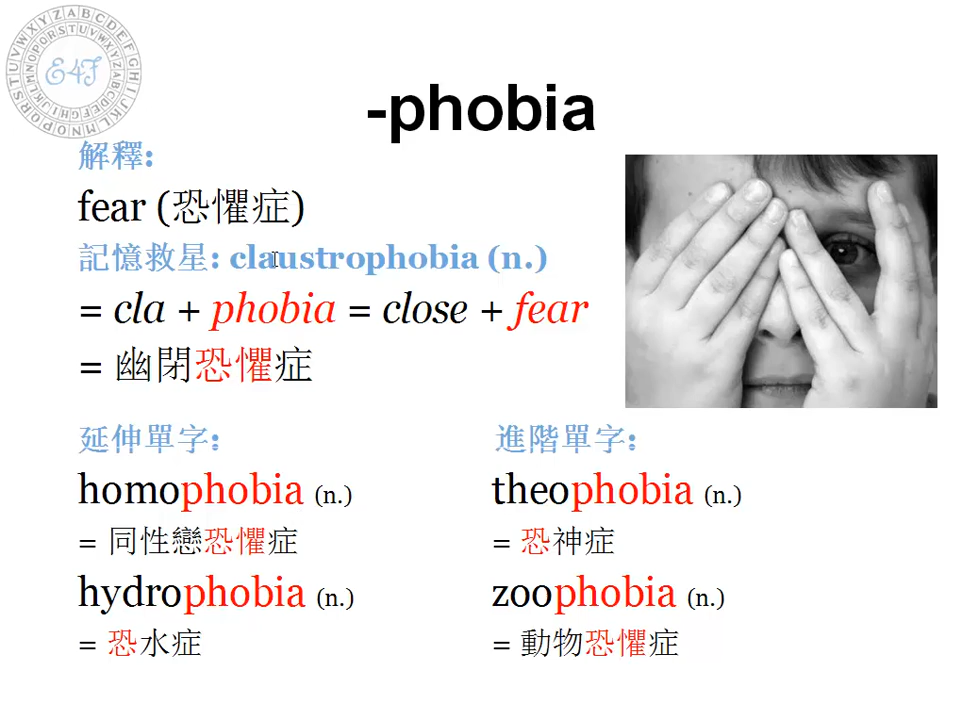 E4F
-phobia
解釋:
fear (恐懼症)
記憶救星: claustrophobia (n.)
= cla + phobia = close + fear
= 幽閉恐懼症
延伸單字:
homophobia (n.)
= 同性戀恐懼症
hydrophobia (n.)
= 恐水症
進階單字:
theophobia (n.)
= 恐神症
zoophobia (n.)
= 動物恐懼症